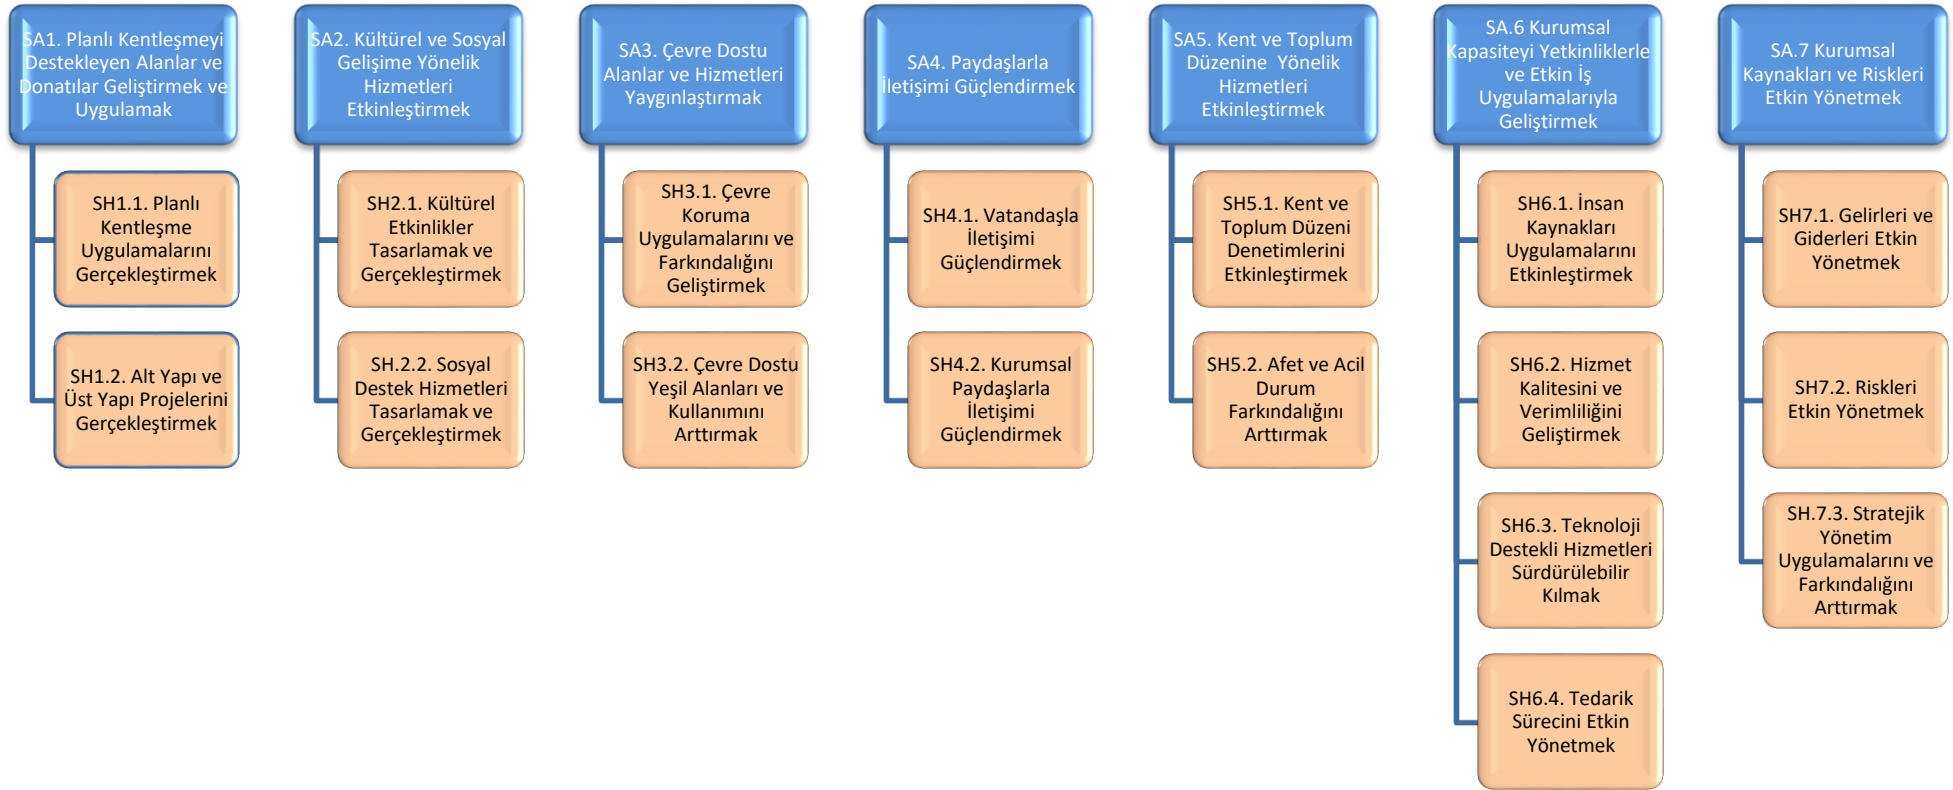 SA1. Planlı Kentleşmeyi
Destekleyen Alanlar ve
Donatılar Geliştirmek ve
Uygulamak
SH1.1. Planlı
Kentleşme
Uygulamalarını
Gerçekleştirmek
SH1.2. Alt Yapı ve
Üst Yapı Projelerini
Gerçekleştirmek
SA2. Kültürel ve Sosyal
Gelişime Yönelik
Hizmetleri
Etkinleştirmek
SH2.1. Kültürel
Etkinlikler
Tasarlamak ve
Gerçekleştirmek
SH.2.2. Sosyal
Destek Hizmetleri
Tasarlamak ve
Gerçekleştirmek
SA3. Çevre Dostu
Alanlar ve Hizmetleri
Yaygınlaştırmak
SH3.1. Çevre
Koruma
Uygulamalarını ve
Farkındalığını
Geliştirmek
SH3.2. Çevre Dostu
Yeşil Alanları ve
Kullanımını
Arttırmak
SA4. Paydaşlarla
İletişimi Güçlendirmek
SH4.1. Vatandaşla
İletişimi
Güçlendirmek
SH4.2. Kurumsal
Paydaşlarla
İletişimi
Güçlendirmek
SA5. Kent ve Toplum
Düzenine Yönelik
Hizmetleri
Etkinleştirmek
SH5.1. Kent ve
Toplum Düzeni
Denetimlerini
Etkinleştirmek
SH5.2. Afet ve Acil
Durum
Farkındalığını
Arttırmak
SA.6 Kurumsal
Kapasiteyi Yetkinliklerle
ve Etkin İş
Uygulamalarıyla
Geliştirmek
SH6.1. İnsan
Kaynakları
Uygulamalarını
Etkinleştirmek
SH6.2. Hizmet
Kalitesini ve
Verimliliğini
Geliştirmek
SH6.3. Teknoloji
Destekli Hizmetleri
Sürdürülebilir
Kılmak
SH6.4. Tedarik
Sürecini Etkin
Yönetmek
SA.7 Kurumsal
Kaynakları ve Riskleri
Etkin Yönetmek
SH7.1. Gelirleri ve
Giderleri Etkin
Yönetmek
SH7.2. Riskleri
Etkin Yönetmek
SH.7.3. Stratejik
Yönetim
Uygulamalarını ve
Farkındalığını
Arttırmak